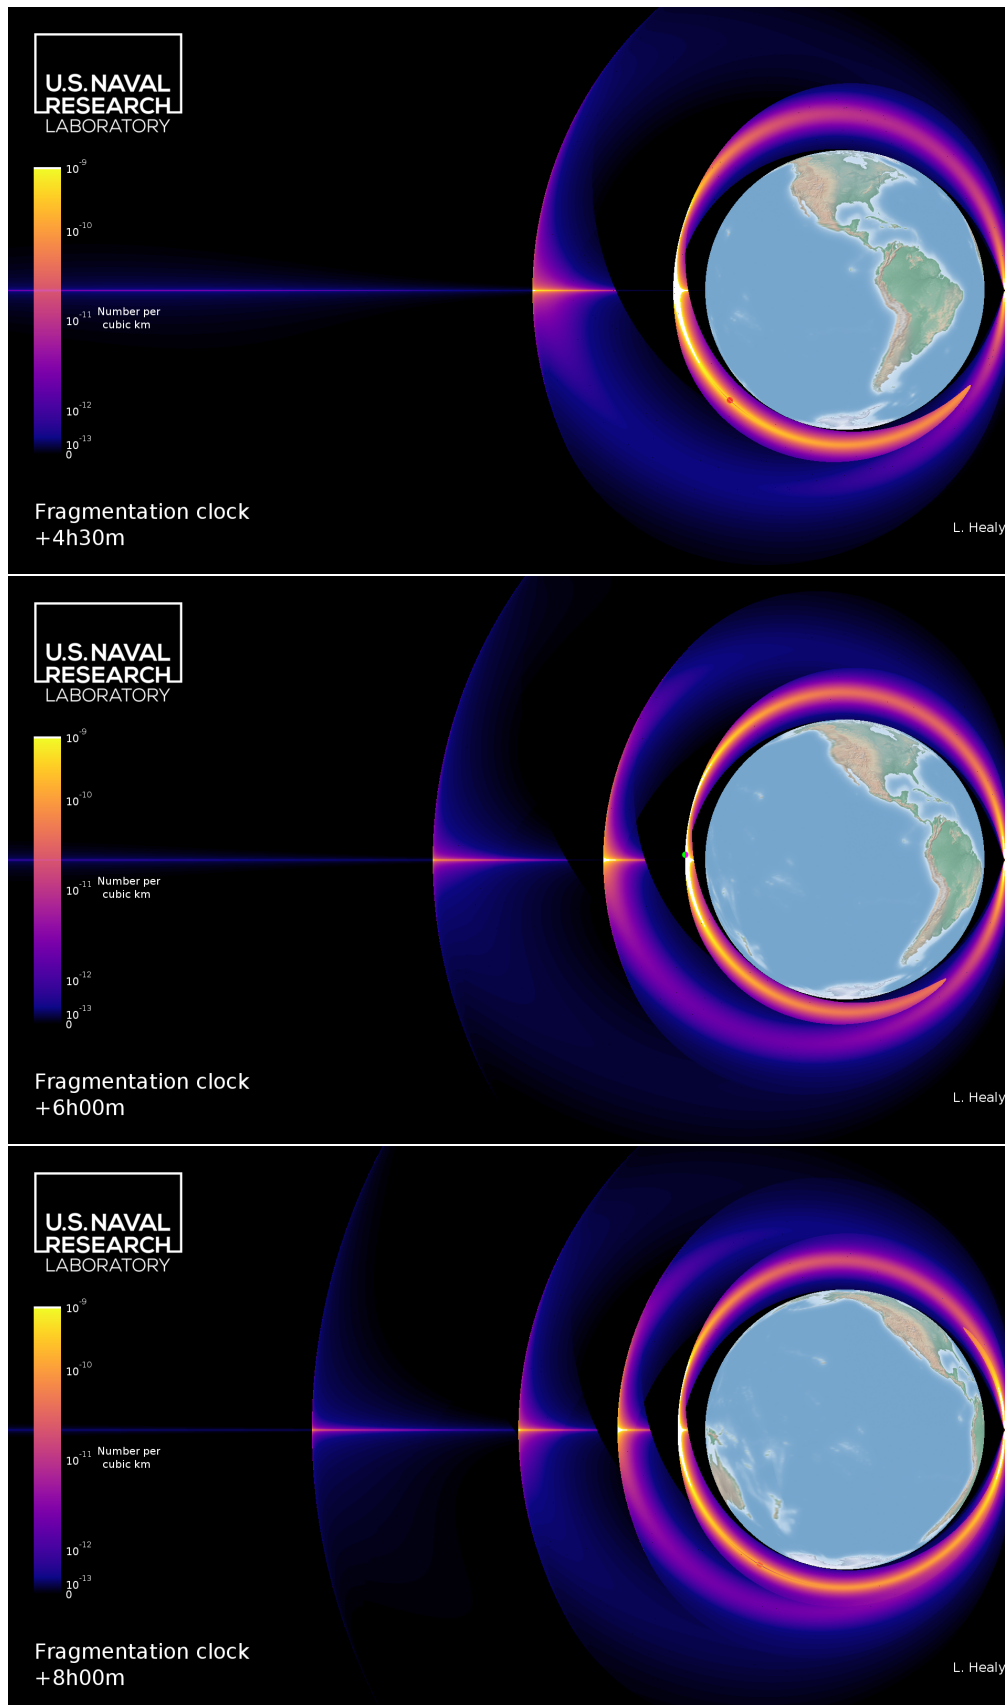 U.S. NAVAL
RESEARCH
LABORATORY
10-9
10-10
10-11
Number per
cubic km
10-12
10-13
0
Fragmentation clock
+4h30m
L. Healy
U.S. NAVAL
RESEARCH
LABORATORY
10-9
10-10
10-11
Number per
cubic km
10-12
10-13
0
Fragmentation clock
+6h00m
L. Healy
U.S. NAVAL
RESEARCH
LABORATORY
10-9
10-10
10-11
Number per
cubic km
10-12
10-13
0
Fragmentation clock
+8h00m
L. Healy